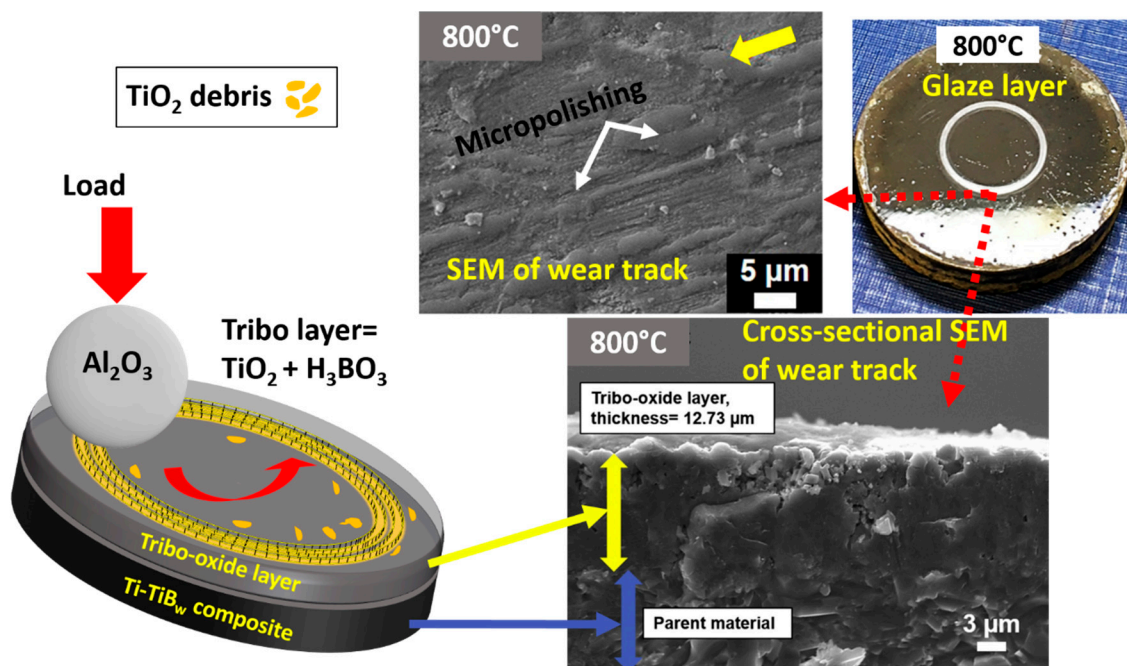 TiO₂ debris
Load
Al₂O₃
Tribo layer=
TiO₂ + H₃BO₃
Tribo-oxide layer
Ti-TiB_w composite
800°C
Micropolishing
SEM of wear track
5 µm
800°C
Glaze layer
800°C
Cross-sectional SEM
of wear track
Tribo-oxide layer,
thickness= 12.73 µm
Parent material
3 µm